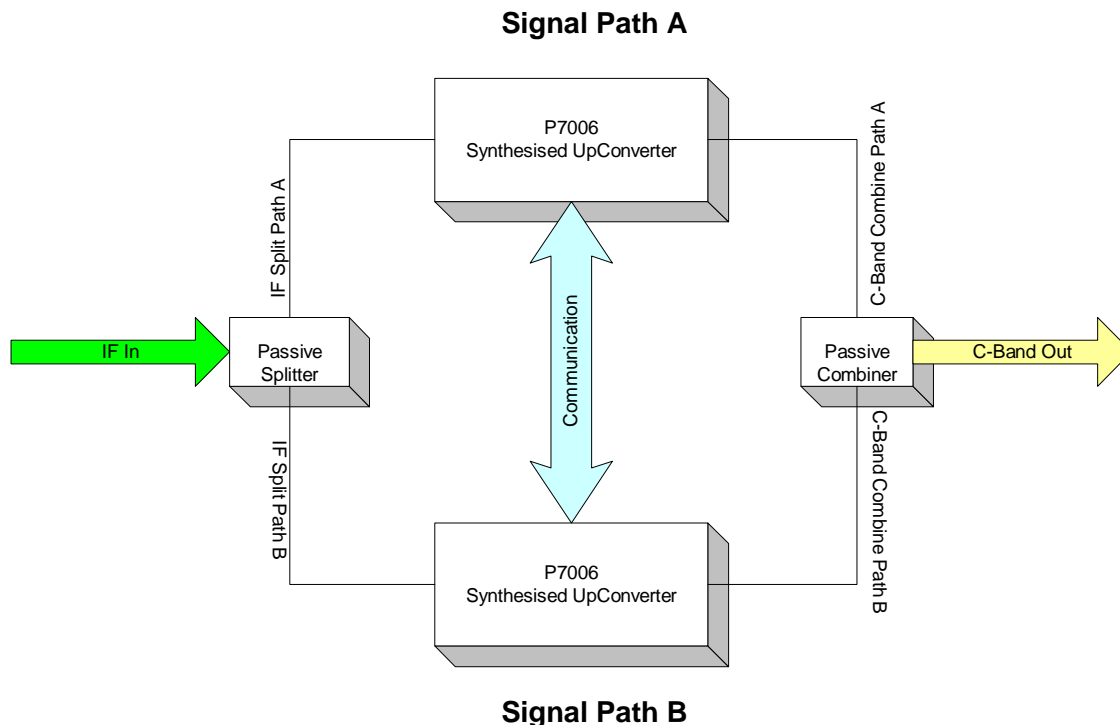 Signal Path A
P7006
Synthesised UpConverter
IF Split Path A
C-Band Combine Path A
IF In
Passive
Splitter
Communication
Passive
Combiner
C-Band Out
IF Split Path B
C-Band Combine Path B
P7006
Synthesised UpConverter
Signal Path B